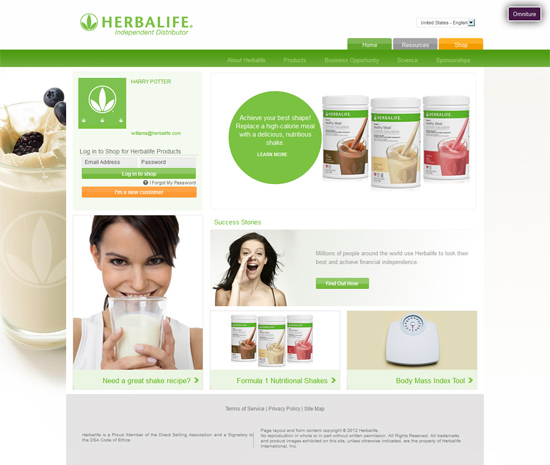 HERBALIFE.
Independent Distributor
United States - English
Omniture
Home
Resources
Shop
About Herbalife
Products
Business Opportunity
Science
Sponsorships
HARRY POTTER
williams@herbalife.com
Log in to Shop for Herbalife Products
Email Address
Password
Log in to shop
I Forgot My Password
I'm a new customer
Achieve your best shape!
Replace a high-calorie meal
with a delicious, nutritious
shake.
LEARN MORE
HERBALIFE.
HERBALIFE.
HERBALIFE.
Success Stories
Millions of people around the world use Herbalife to look their
best and achieve financial independence.
Find Out How
Need a great shake recipe?
Formula 1 Nutritional Shakes
Body Mass Index Tool
Terms of Service | Privacy Policy | Site Map
Herbalife is a Proud Member of the Direct Selling Association and a Signatory to
the DSA Code of Ethics
Page layout and form content copyright © 2012 Herbalife.
No reproduction in whole or in part without written permission. All Rights Reserved. All trademarks
and product images exhibited on this site, unless otherwise indicated, are the property of Herbalife
International, Inc.